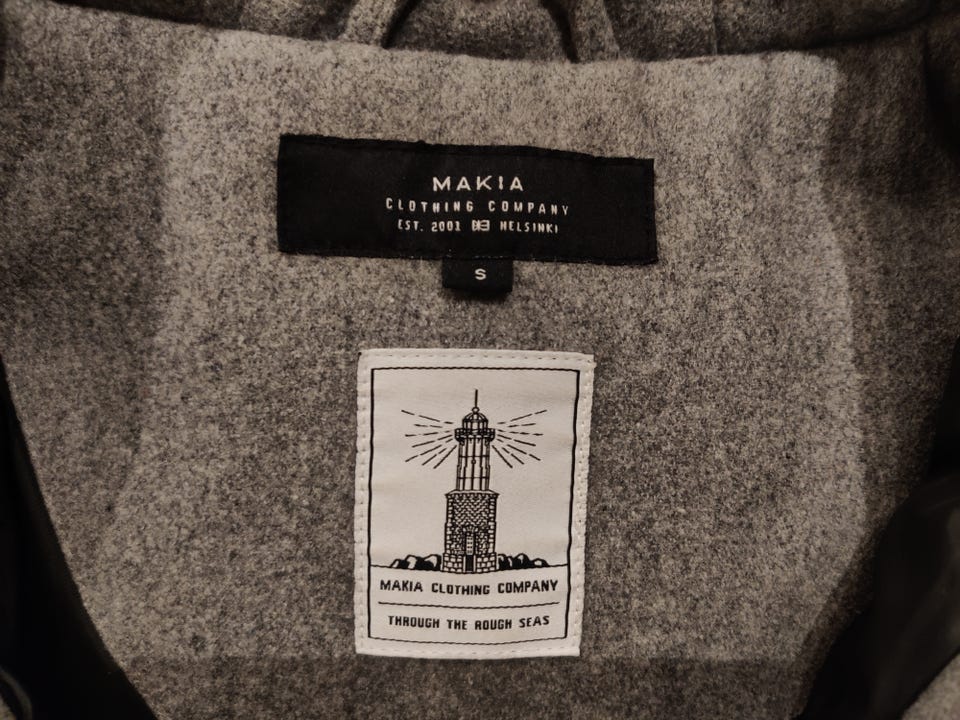 MAKIA
CLOTHING COMPANY
EST. 2001 HELSINKI
S
MAKIA CLOTHING COMPANY
THROUGH THE ROUGH SEAS